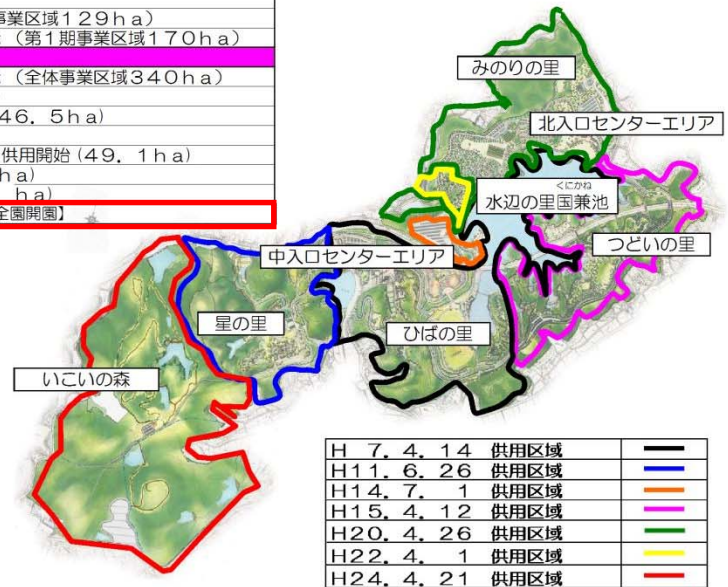 事業区域129ha)
(第1期事業区域170ha)
(全体事業区域340ha)
46.5ha)
供用開始(49.1ha)
ha)
ha)
全園開園】
みのりの里
北入口センターエリア
くにかね
水辺の里国兼池
つどいの里
中入口センターエリア
星の里
ひばの里
いこいの森
H 7. 4. 14 供用区域
H11. 6. 26 供用区域
H14. 7. 1 供用区域
H15. 4. 12 供用区域
H20. 4. 26 供用区域
H22. 4. 1 供用区域
H24. 4. 21 供用区域